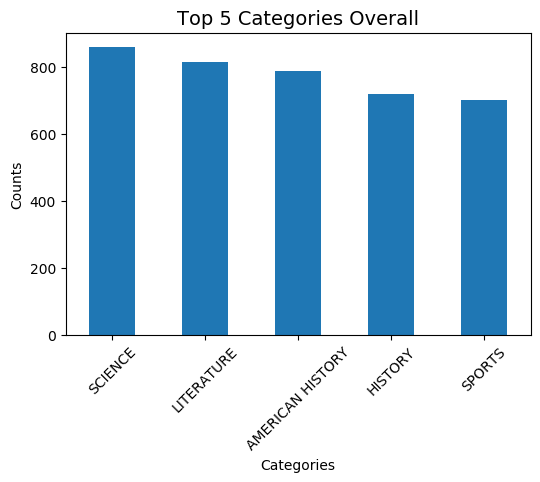 Top 5 Categories Overall
Counts
800
600
400
200
0
SCIENCE
LITERATURE
AMERICAN HISTORY
HISTORY
SPORTS
Categories